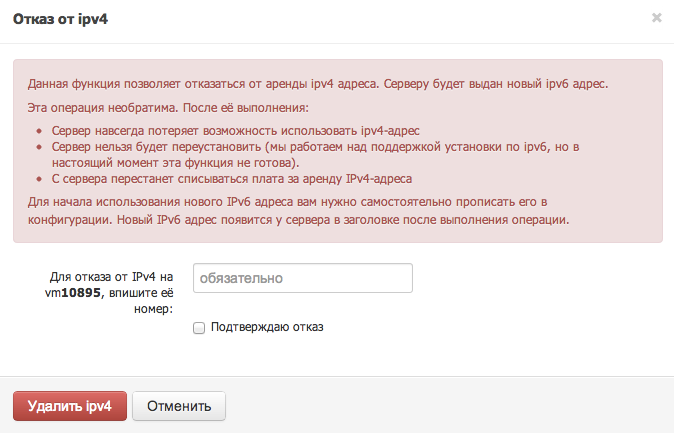 Отказ от ipv4
×
Данная функция позволяет отказаться от аренды ipv4 адреса. Серверу будет выдан новый ipv6 адрес.
Эта операция необратима. После её выполнения:
• Сервер навсегда потеряет возможность использовать ipv4-адрес
• Сервер нельзя будет переустановить (мы работаем над поддержкой установки по ipv6, но в
настоящий момент эта функция не готова).
• С сервера перестанет списываться плата за аренду IPv4-адреса
Для начала использования нового IPv6 адреса вам нужно самостоятельно прописать его в
конфигурации. Новый IPv6 адрес появится у сервера в заголовке после выполнения операции.
Для отказа от IPv4 на
vm10895, впишите её
номер:
обязательно
Подтверждаю отказ
Удалить ipv4
Отменить